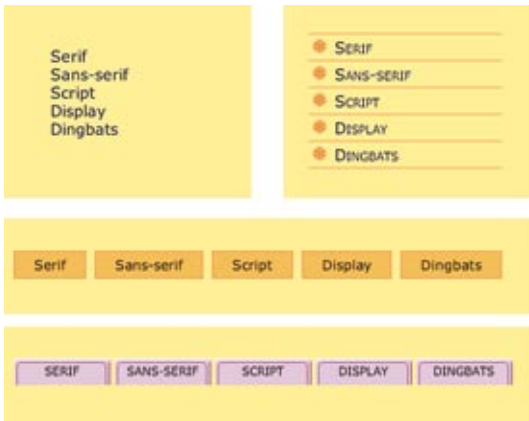 Serif
Sans-serif
Script
Display
Dingbats
SERIF
SANS-SERIF
SCRIPT
DISPLAY
DINGBATS
Serif Sans-serif Script Display Dingbats
SERIF SANS-SERIF SCRIPT DISPLAY DINGBATS